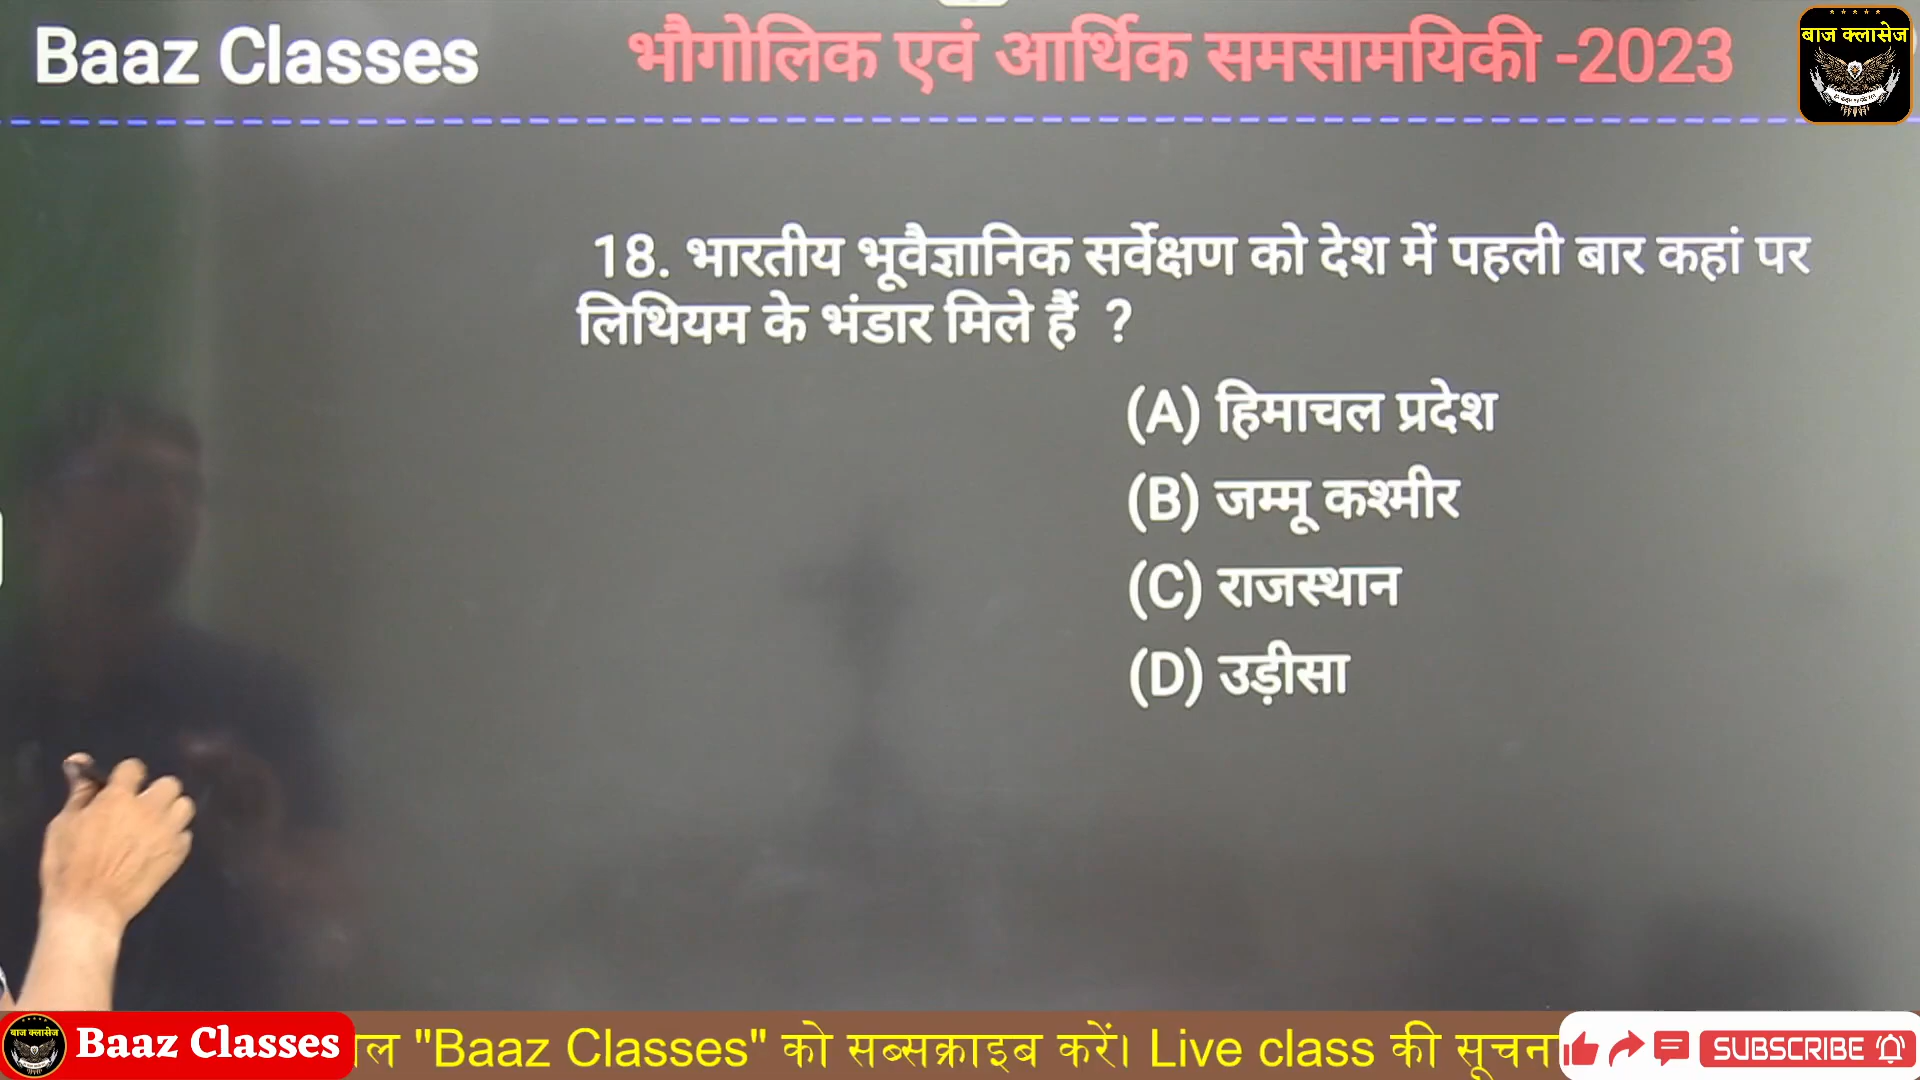 Baaz Classes
भौगोलिक एवं आर्थिक समसामयिकी -2023
बाज क्लासेज
18. भारतीय भूवैज्ञानिक सर्वेक्षण को देश में पहली बार कहां पर
लिथियम के भंडार मिले हैं ?
(A) हिमाचल प्रदेश
(B) जम्मू कश्मीर
(C) राजस्थान
(D) उड़ीसा
बाज क्लासेज
Baaz Classes
"Baaz Classes" को सब्सक्राइब करें। Live class की
SUBSCRIBE